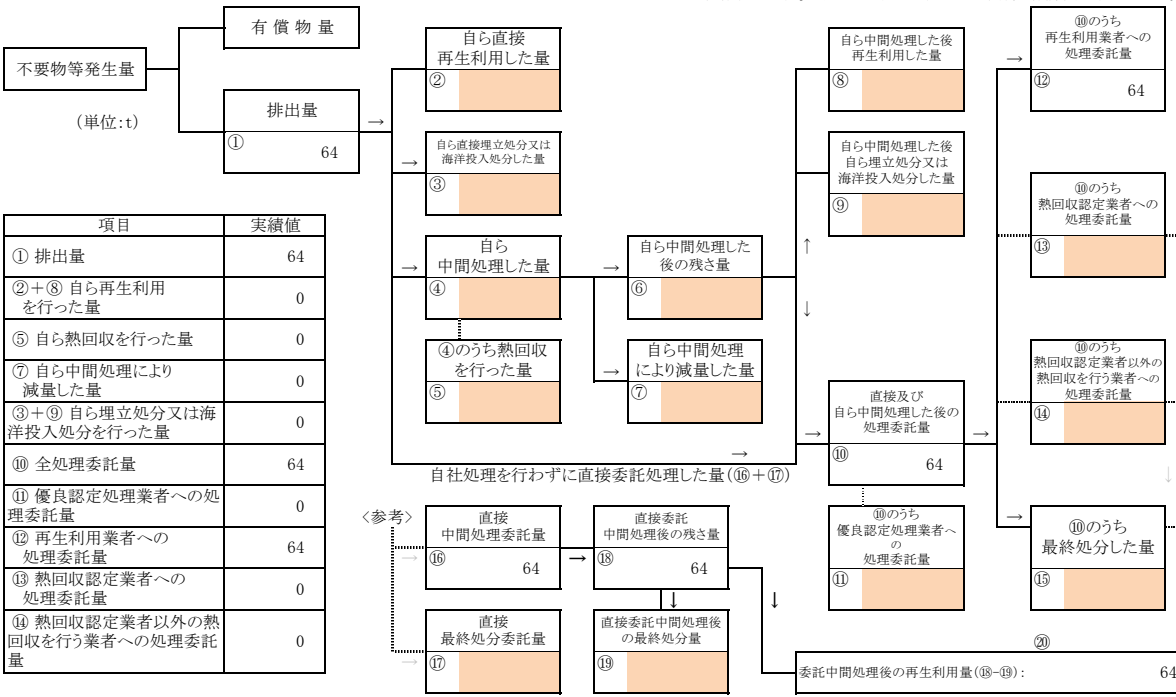 不要物等発生量
(単位:t)
有償物量
排出量
①
64
→
自ら直接
再生利用した量
②
→
自ら直接埋立処分又は
海洋投入処分した量
③
→
自ら
中間処理した量
④
④のうち熱回収
を行った量
⑤
→
自ら中間処理した
後の残さ量
⑥
→
自ら中間処理
により減量した量
⑦
自ら中間処理した後
再生利用した量
⑧
自ら中間処理した後
自ら埋立処分又は
海洋投入処分した量
⑨
↑
↓
→
自社処理を行わずに直接委託処理した量(⑯+⑰)
→
直接及び
自ら中間処理した後の
処理委託量
⑩
64
→
⑩のうち
優良認定処理業者へ
の
処理委託量
⑪
→
⑩のうち
再生利用業者への
処理委託量
⑫
64
⑩のうち
熱回収認定業者への
処理委託量
⑬
⑩のうち
熱回収認定業者以外の
熱回収を行う業者への
処理委託量
⑭
↓
→
⑩のうち
最終処分した量
⑮
項目 実績値
① 排出量 64
②+⑧ 自ら再生利用
を行った量 0
⑤ 自ら熱回収を行った量 0
⑦ 自ら中間処理により
減量した量 0
③+⑨ 自ら埋立処分又は海
洋投入処分を行った量 0
⑩ 全処理委託量 64
⑪ 優良認定処理業者への処
理委託量 0
⑫ 再生利用業者への
処理委託量 64
⑬ 熱回収認定業者への
処理委託量 0
⑭ 熱回収認定業者以外の熱
回収を行う業者への処理委託
量 0
〈参考〉
→
直接
中間処理委託量
⑯
64
→
直接委託
中間処理後の残さ量
⑱
64
→
直接
最終処分委託量
⑰
↓
直接委託中間処理後
の最終処分量
⑲
↓
⑳
委託中間処理後の再生利用量(⑱-⑲): 64